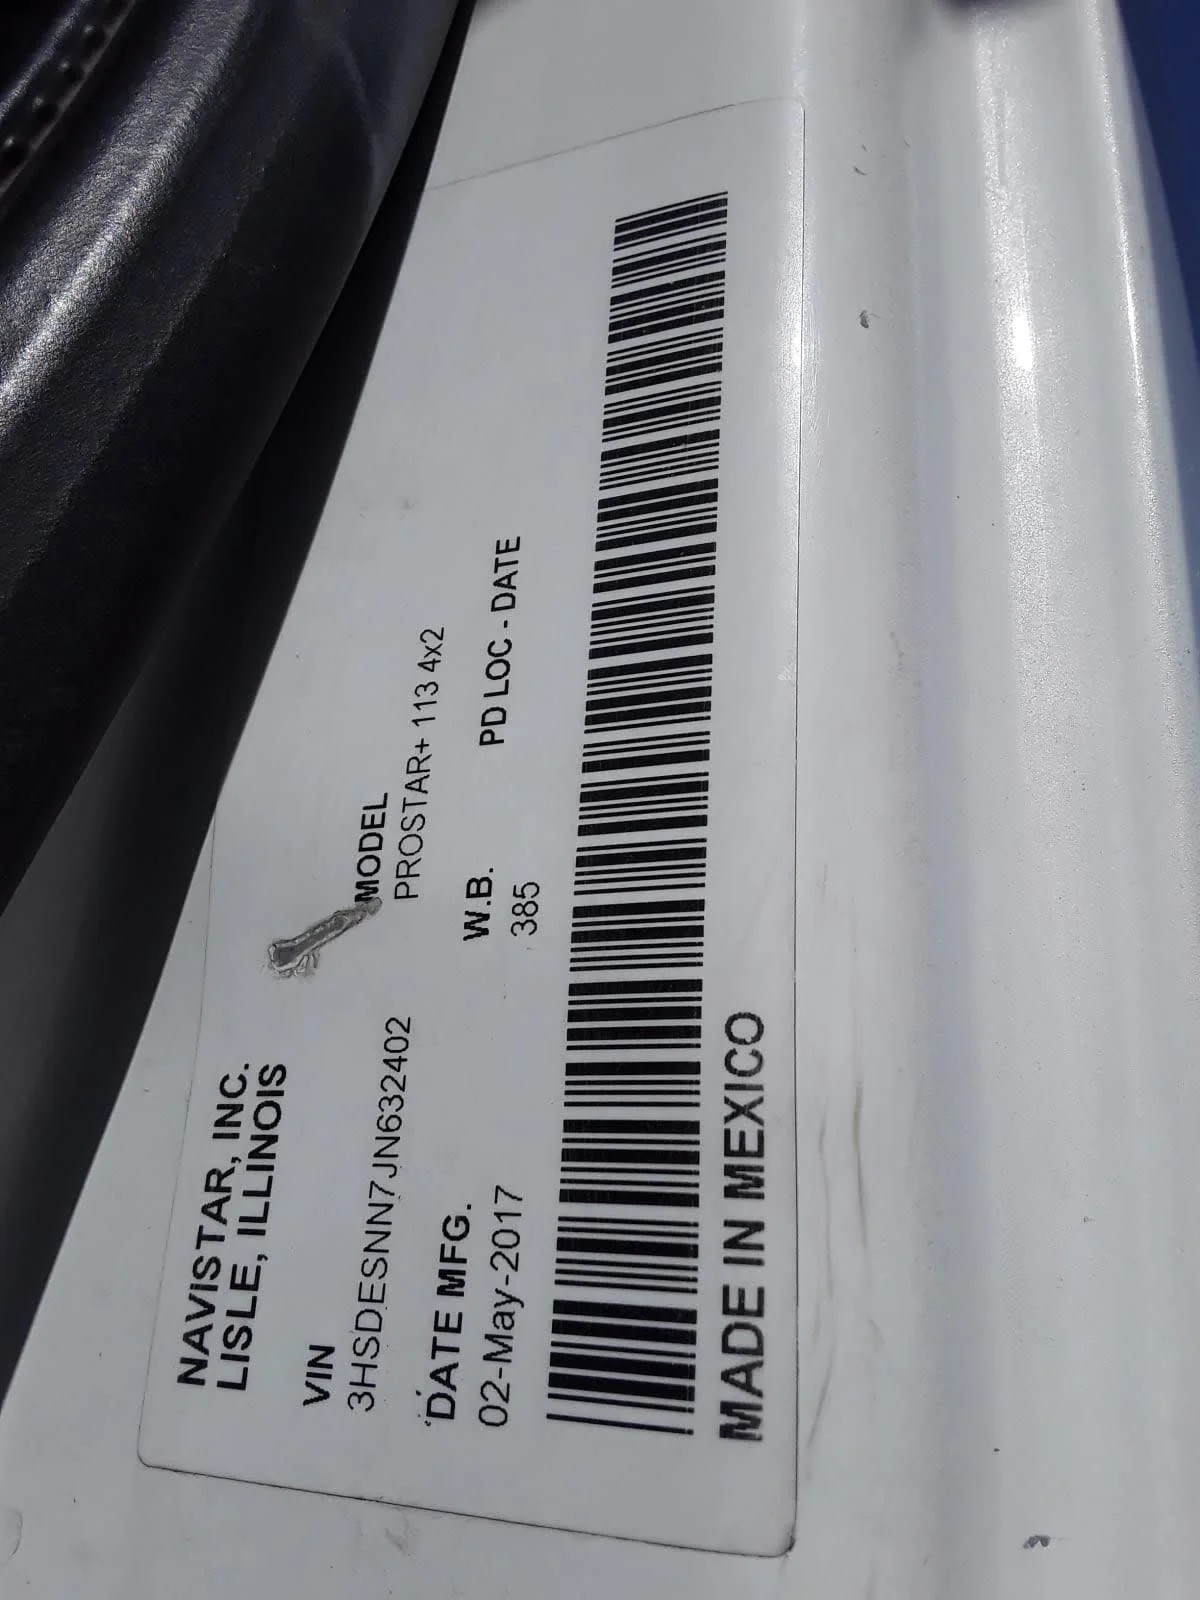 NAVISTAR, INC.
LISLE, ILLINOIS
VIN
3HSDESNN7JN632402
MODEL
PROSTAR+ 113 4x2
DATE MFG.
02-May-2017
W.B.
385
PD LOC - DATE
MADE IN MEXICO